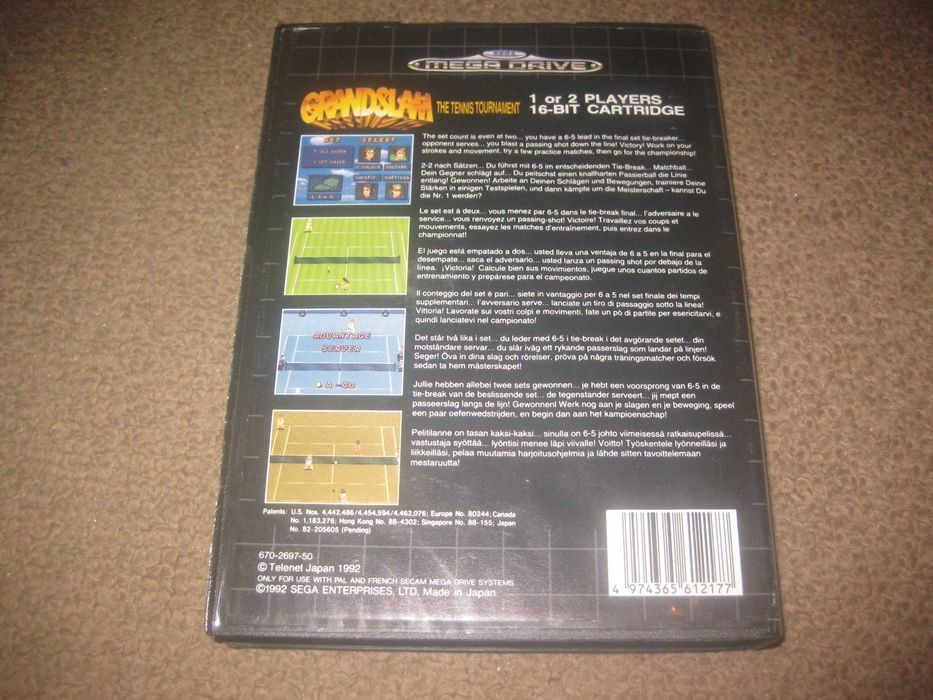 SEGA
MEGA DRIVE
GRANDSLAM THE TENNIS TOURNAMENT
1 or 2 PLAYERS
16-BIT CARTRIDGE
The set count is even at two... you have a 6-5 lead in the final set tie-breaker...
opponent serves... you blast a passing shot down the line! Victory! Work on your
strokes and movement, try a few practice matches, then go for the championship!
2-2 nach Sätzen... Du führst mit 6-5 im entscheidenden Tie-Break... Matchball...
Dein Gegner schlägt auf... Du peitschst einen knallharten Passierball die Linie
entlang! Gewonnen! Arbeite an Deinen Schlägen und Bewegungen, trainiere Deine
Stärken in einigen Testspielen, und dann kämpfe um die Meisterschaft – kannst Du
die Nr. 1 werden?
Le set est à deux... vous menez par 6-5 dans le tie-break final... l'adversaire a le
service... vous renvoyez un passing-shot! Victoire! Travaillez vos coups et
mouvements, essayez les matches d'entraînement, puis entrez dans le
championnat!
El juego está empatado a dos... usted lleva una ventaja de 6 a 5 en la final para el
desempate... saca el adversario... usted lanza un passing shot por debajo de la
línea. ¡Victoria! Calcule bien sus movimientos, juegue unos cuantos partidos de
entrenamiento y prepárese para el campeonato.
Il conteggio del set è pari... siete in vantaggio per 6 a 5 nel set finale dei tempi
supplementari... l'avversario serve... lanciate un tiro di passaggio sotto la linea!
Vittoria! Lavorate sui vostri colpi e movimenti, fate un pò di partite per esercitarvi, e
quindi lanciatevi nel campionato!
Det står två lika i set... du leder med 6-5 i tie-break i det avgörande setet... din
motståndare servar... du slår iväg ett rykande passerslag som landar på linjen!
Seger! Öva in dina slag och rörelser, pröva på några träningsmatcher och försök
sedan ta hem mästerskapet!
Jullie hebben allebei twee sets gewonnen... je hebt een voorsprong van 6-5 in de
tie-break van de beslissende set... de tegenstander serveert... jij mept een
passeerslag langs de lijn! Gewonnen! Werk nog aan je slagen en je beweging, speel
een paar oefenwedstrijden, en begin dan aan het kampioenschap!
Pelitilanne on tasan kaksi-kaksi... sinulla on 6-5 johto viimeisessä ratkaisupelissä...
vastustaja syöttää... lyöntisi menee läpi viivalle! Voitto! Työskentele lyönneilläsi ja
liikkeilläsi, pelaa muutamia harjoitusohjelmia ja lähde sitten tavoittelemaan
mestaruutta!
SET SELECT
ADVANTAGE
SERVER
A - 40
Patents: U.S. Nos. 4,442,486/4,454,594/4,462,076; Europe No. 80244; Canada
No. 1,183,276; Hong Kong No. 88-4302; Singapore No. 88-155; Japan
No. 82-205605 (Pending)
670-2697-50
© Telenet Japan 1992
ONLY FOR USE WITH PAL AND FRENCH SECAM MEGA DRIVE SYSTEMS
©1992 SEGA ENTERPRISES, LTD. Made in Japan
4 974365 612177